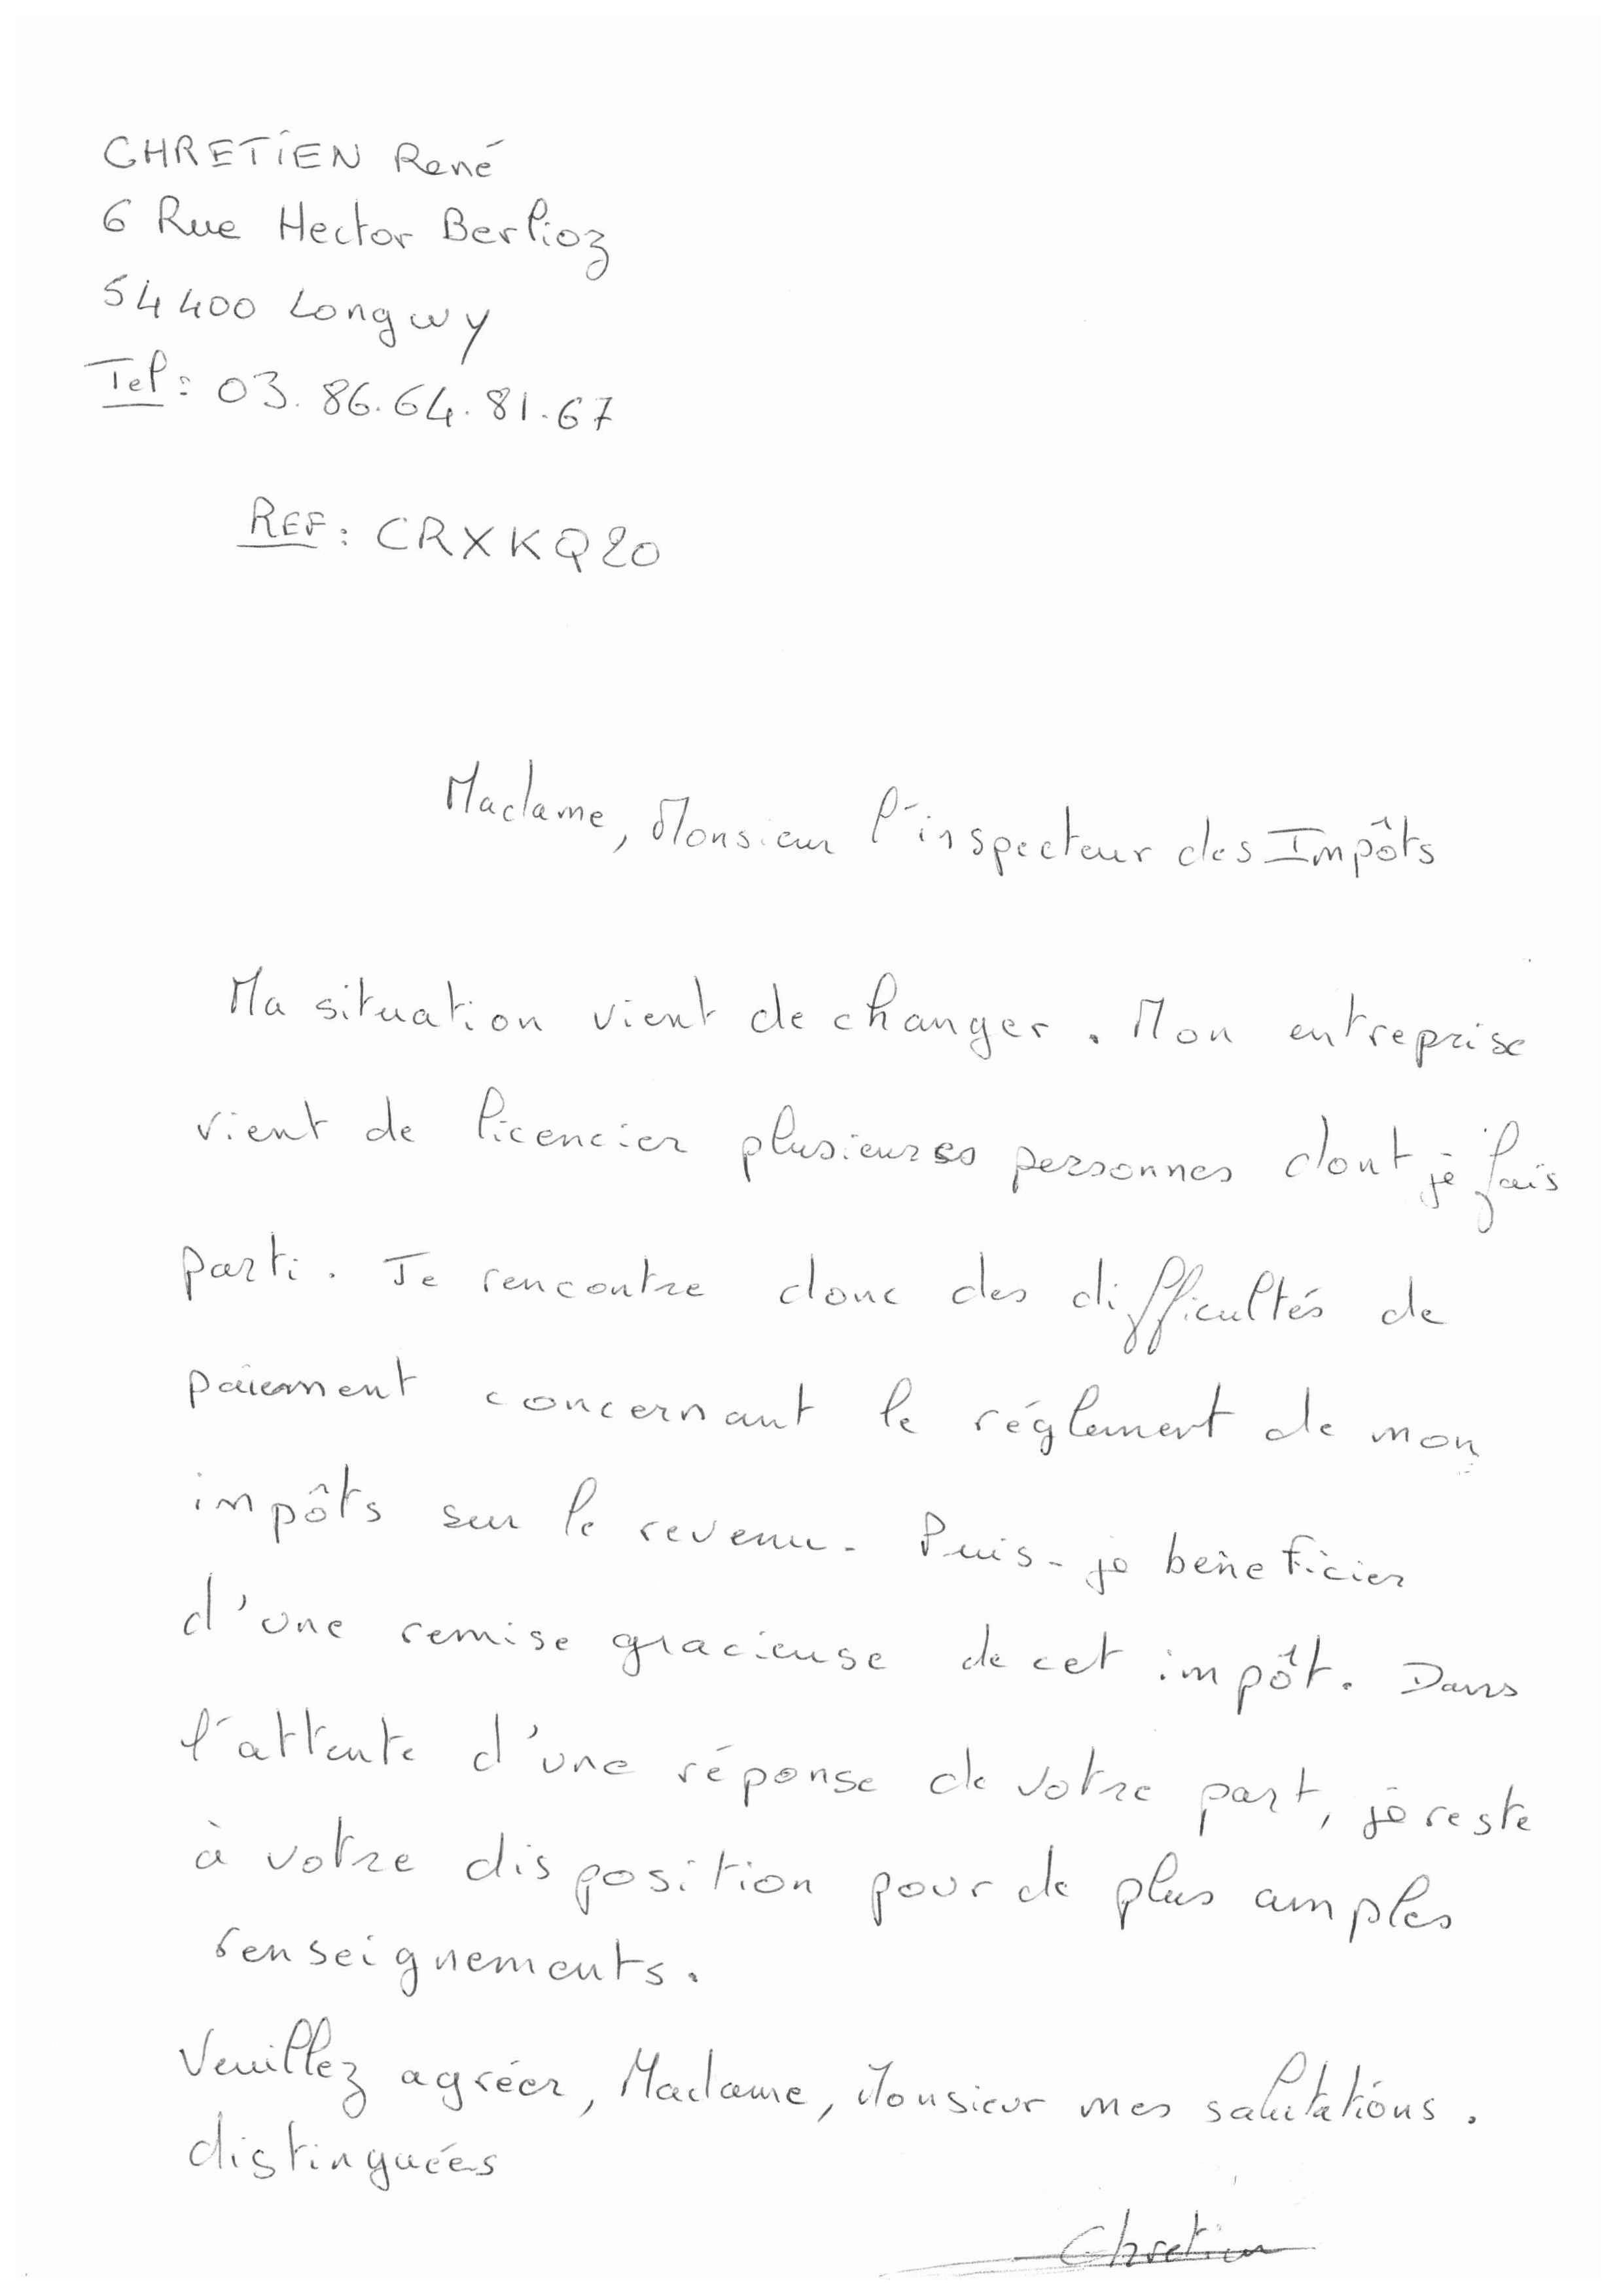 CHRETIEN René
6 Rue Hector Berlioz
54400 Longwy
Tel: 03.86.64.81.67
REF: CRXKQ20
Madame, Monsieur l'inspecteur des Impôts
Ma situation vient de changer. Mon entreprise
vient de licencier plusieurs personnes dont je fais
parti. Je rencontre donc des difficultés de
paiement concernant le réglement de mon
impôts sur le revenu. Puis-je bénéficier
d'une remise gracieuse de cet impôt. Dans
l'attente d'une réponse de votre part, je reste
à votre disposition pour de plus amples
renseignements.
Veuillez agréer, Madame, Monsieur mes salutations.
distinguées
Chretien